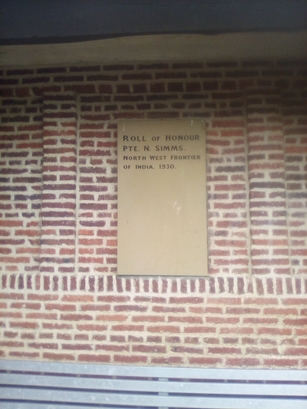 ROLL OF HONOUR
PTE. N. SIMMS.
NORTH WEST FRONTIER
OF INDIA. 1930.